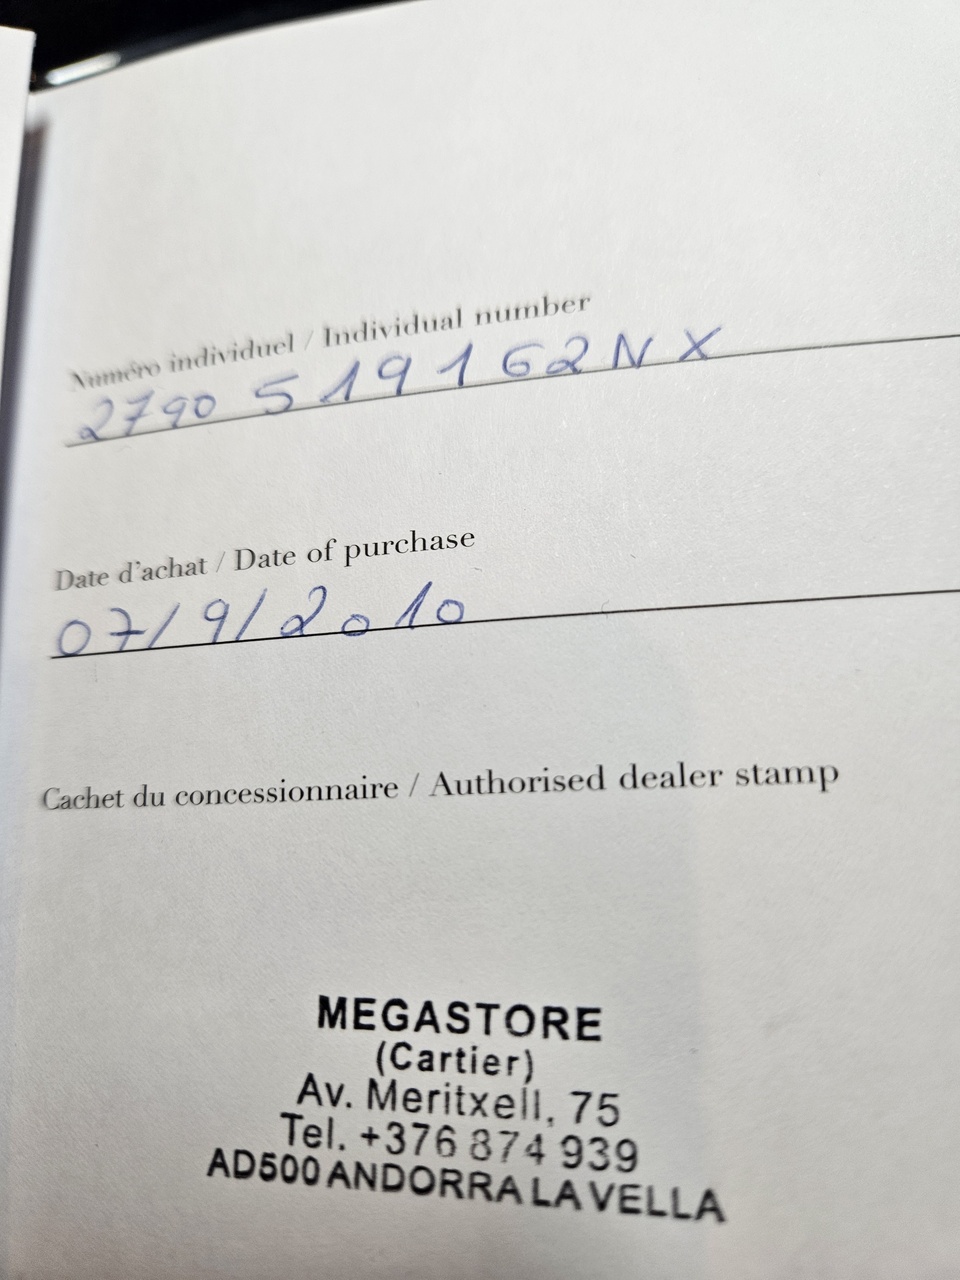 Numéro individuel / Individual number
2790 519162NX
Date d'achat / Date of purchase
07/9/2010
Cachet du concessionnaire / Authorised dealer stamp
MEGASTORE
(Cartier)
Av. Meritxell, 75
Tel. +376 874 939
AD500 ANDORRA LA VELLA